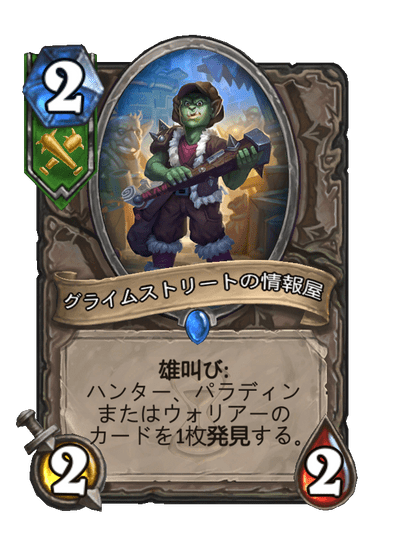 2
グライムストリートの情報屋
雄叫び:
ハンター、パラディン
またはウォリアーの
カードを1枚発見する。
2
2